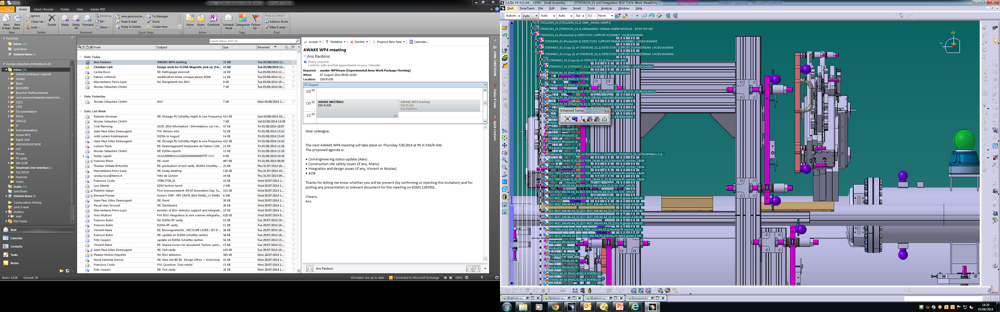 Inbox - nicolas.sebastien.chritin@cern.ch - Microsoft Outlook
File Home Send / Receive Folder View Adobe PDF
New E-mail
New Items
Ignore
Clean Up
Junk
Delete
Reply
Reply All
Forward
Meeting
IM
More
cern pension/m...
Team E-mail
Reply & Delete
To Manager
Done
Create New
Move
Rules
OneNote
Unread/ Read
Categorize
Follow Up
Find a Contact
Address Book
Filter E-mail
New Delete Respond Quick Steps Move Tags Find
Favorites
Inbox (26)
Sent Items
Deleted Items (8)
nicolas.sebastien.chritin@cern.ch
Inbox (26)
Astuces pratiques support
Awake
Biere
BOOSTER
Buncher Steffen/Ahmed
cern pension/maladie/salaire/ert...
CLIC1
CTF3
Documentation
Elena
GRACQ
IC
Instrumentation
Isolde RFQ
Kayak club
kNOWLEDGE BASE
LHC
Phone
PS cavity
SKI CLUB
Smarteam User Interface (1)
TAC/NTOF
trainnee
Victor
Drafts [55]
Sent Items
Deleted Items (8)
Conversation History
Junk E-mail
Outbox
mail
RSS Feeds
Mail
Calendar
Contacts
Tasks
Notes
Items: 5,026 Unread: 26
Search Inbox (Ctrl+E)
From Subject Size Received C...
Date: Today
Ans Pardons AWAKE WP4 meeting 15 KB Tue 05/08/2014 12...
Christian Carli Design work for ELENA Magnetic pick-up [Fw... 13 KB Tue 05/08/2014 12...
Cecilia Rossi RE: Rattrapage mercredi 24 KB Tue 05/08/2014 11:...
Fabien Cottenot modification bride conique pleine Ø206 11 KB Tue 05/08/2014 11:...
Massimiliano Ferro-Luzzi Re: Rangement doc BGV 9 KB Tue 05/08/2014 10:...
Nicolas Sebastien Chritin 7 KB Tue 05/08/2014 04:...
Date: Yesterday
Nicolas Sebastien Chritin BGV 7 KB Mon 04/08/2014 2...
Date: Last Week
Roberto Kersevan RE: Etuvage PU Schottky Hight & Low Frequency 422 KB Sun 03/08/2014 19:...
Nicolas Sebastien Chritin 7 KB Sat 02/08/2014 15:39
Ccrb Planning LD2IC 2014 Information / Informations sur l'ex... 57 KB Fri 01/08/2014 18:07
Alain Paul Gilles Demougeot FW: Belows info 52 KB Fri 01/08/2014 15:52
Antti Juhani Kolehmainen ELENA in August 14 KB Fri 01/08/2014 15:43
Alain Paul Gilles Demougeot RE: Etuvage PU Schottky Hight & Low Frequency 422 KB Fri 01/08/2014 14:10
Ludovic Favre RE: Demenagement temporaire de Fabien Cott... 15 KB Fri 01/08/2014 11:26
Nicolas Sebastien Chritin RE: ELENA reports 11 KB Fri 01/08/2014 11:18
Teddy Capelli UUUURRRRGGGGEEEENNNNNNNTTTT !!!!!!!! 9 KB Fri 01/08/2014 10:20
Francois Pillon RE: Joint 497 KB Fri 01/08/2014 09:50
Thomas William Birtwistle RE: production of test cavity (ELENA Schottky ... 23 KB Thu 31/07/2014 18:...
Massimiliano Ferro-Luzzi RE: today meeting 128 KB Thu 31/07/2014 10:...
cecilia.rossi@libero.it Fete de Geneve 19 KB Thu 31/07/2014 09:...
Francisco Costa ST0617736_01 10 KB Wed 30/07/2014 1...
Luis Alberty EDM Section lunch 2 MB Wed 30/07/2014 1...
Roberto Saban First Announcement: EN-KT Innovation Day, Tu... 102 KB Wed 30/07/2014 1...
Bernard Florian fichiers STEP - RPT CRATE_BIAS PANEL_LV PANEL 6 MB Wed 30/07/2014 1...
Alain Paul Gilles Demougeot RE: Point 30 KB Wed 30/07/2014 1...
Pascal Jean Secouet RE: Dashboard 26 KB Wed 30/07/2014 1...
Massimiliano Ferro-Luzzi minutes of BGV detector support and integrati... 10 KB Wed 30/07/2014 1...
Yvon Muttoni FW: BGV integration & wire scanner integratio... 628 KB Wed 30/07/2014 0...
Francois Butin Re: ELENA RF cavity 13 KB Tue 29/07/2014 19:...
Francois Butin ELENA RF cavity 11 KB Tue 29/07/2014 16:...
Vincent Maire RE: Renseignements , DECOUPE LASER / JET D'... 36 KB Tue 29/07/2014 16:...
Francois Butin RE: update on ELENA Schottky cavities 58 KB Tue 29/07/2014 16:...
Fritz Caspers update on ELENA Schottky cavities 54 KB Tue 29/07/2014 15:...
Vincent Maire RE: Shared Access for document: Technic speci... 15 KB Tue 29/07/2014 11:...
Alain Paul Gilles Demougeot RE: Test cavity 103 KB Tue 29/07/2014 10:...
Plamen Hristov Hopchev Re: BGV detectors 385 KB Mon 28/07/2014 1...
Nuria Valverde Alonso RE: New Job BE-BI: Design Office + Workshop 41 KB Mon 28/07/2014 1...
Francisco Costa FW: Question "User needs" 15 KB Mon 28/07/2014 1...
Fritz Caspers RE: Test cavity 20 KB Mon 28/07/2014 1...
Accept Tentative Decline Propose New Time Calendar...
AWAKE WP4 meeting
Ans Pardons
Please respond.
Conflicts with another appointment on your Calendar.
Required: awake-WP4team (Experimental Area Work Package Meeting)
When: 07 August 2014 09:00-10:00
Location: 530/R-030
07 August
08 00
09 00
10 00
AWAKE MEETINGS
530-R-030
AWAKE WP4 meeting
530/R-030
Ans Pardons
Dear colleague,
The next AWAKE WP4 meeting will take place on Thursday 7/8/2014 at 9h in 530/R-030.
The proposed agenda is:
• Civil engineering status update (Alex)
• Construction site safety issues (if any, Manu)
• Integration and design issues (if any, Vincent or Nicolas)
• AOB
Thanks for letting me know whether you will be present (by confirming or rejecting this invitation) and for
putting any presentation or relevant document for the meeting on EDMS 1397051.
Cheers,
Ans
Ans Pardons
14:00: CHRISTIANE
Today: 0 Tasks
Quick Contacts
All folders are up to date. Connected to Microsoft Exchange 100%
CATIA V5 R23 64 - CERN : Small Assembly - - - [ST0556334_01 a.03 Integration BGV 7L4 In Work (ReadOnly) ]
Start SmarTeam File Edit View Insert Tools Analyze Window Help
Autom. Auto Auto Auto Aut Aut None
ST0212809_01 (ST0212809_01.2) VAM__0043A: VAMFQ
ST0082281_01 (ST0082281_01.1) VMAAA0002: VMAAA WARM MODULE - BODY DN 100
ST0566528_01 (Product18.1) DETECTORS SUPPORT ASSEMBLY LHCBGVDA0004
ST0594059_01 (Product20.1) DETECTORS SUPPORT FRAME ASSEMBLY LHCBGVDA0005
ST0594063_01 (Copy (1) of ST0590345_01.1) DETECTORS SUPPORT DOWNSTREAM LHCBGVDA0006
ST0594063_01 (Copy (1) of ST0590345_01.2) DETECTORS SUPPORT DOWNSTREAM LHCBGVDA0006
ST0594062_01 (Copy (1) of ST0591787_01.1) fake beam Ø60
ST0566527_01 (ST0566527_01.1) DOUBLE DETECTOR ASSEMBLY LHCBGVDA0007
ST0590346_01 (Part2.1) INTERMEDIATE PLATE LHCBGVDA0018
ST0596337_01 (Part1.2) T FORK
ST0596337_01 (Part1.3) T FORK
ST0592002_01 (Copy (1) of ST0272963_01.1) ADJUSTMENT BLOCK LHCBGVDA0015
ST0601276_01 (ST0601276_01.1) SPECIAL WASHER Ø9/Ø60/4MM
ST0601276_01 (ST0601276_01.2) SPECIAL WASHER Ø9/Ø60/4MM
ER Ø9/Ø60/4MM
ER Ø9/Ø60/4MM
Enhanced Scenes
Product3 (Product3.1)
Product3 (Product3.2)
Product3 (Product3.3)
Product3 (Product3.4)
Gathered ST0390521_01 on RectPattern.2 (Gathered ST0390521_01 on RectPattern.2.1)
ISO 7089_24x44-St_01 (ISO 7089_24x44-St_01.2) Normal PL washer_24x44
ISO 7089_24x44-St_01 (ISO 7089_24x44-St_01.1) Normal PL washer_24x44
ISO 7089_24x44-St_01 (ISO 7089_24x44-St_01.3) Normal PL washer_24x44
ISO 7089_24x44-St_01 (ISO 7089_24x44-St_01.4) Normal PL washer_24x44
ISO 4762 M8x30-A4_01 (ISO 4762 M8x30-A4_01.1) Vis CHC_M8x30
ISO 4762 M8x30-A4_01 (ISO 4762 M8x30-A4_01.2) Vis CHC_M8x30
ISO 4017_M8x40-A4_01 (ISO 4017_M8x40-A4_01.1) Vis H grade A M8x40
ISO 4017_M8x40-A4_01 (ISO 4017_M8x40-A4_01.2) Vis H grade A M8x40
ISO 4017_M8x40-A4_01 (ISO 4017_M8x40-A4_01.3) Vis H grade A M8x40
ISO 4017_M8x40-A4_01 (ISO 4017_M8x40-A4_01.4) Vis H grade A M8x40
ISO 4017_M6x65-A4_01 (ISO 4017_M6x65-A4_01.1) Vis H grade A M6x65
ISO 7089_6x12-A4_01 (ISO 7089_6x12-A4_01.1) Normal PL washer_6x12
ISO 4032_M6-A4_01 (ISO 4032_M6-A4_01.1) Ecrou H style1 grade A M6
Product1 (Product1.1)
Product1 (Product1.2)
Product1 (Product1.3)
Product1 (Product1.4)
Product1 (Product1.5)
ST0596248_01 (Part1.4) BILLE PORTEUSE
ST0596248_01 (Part1.5) BILLE PORTEUSE
(Bottom-u... (Bottom-u... (Bottom-u... Documents
CATIA
14:29
05/08/2014